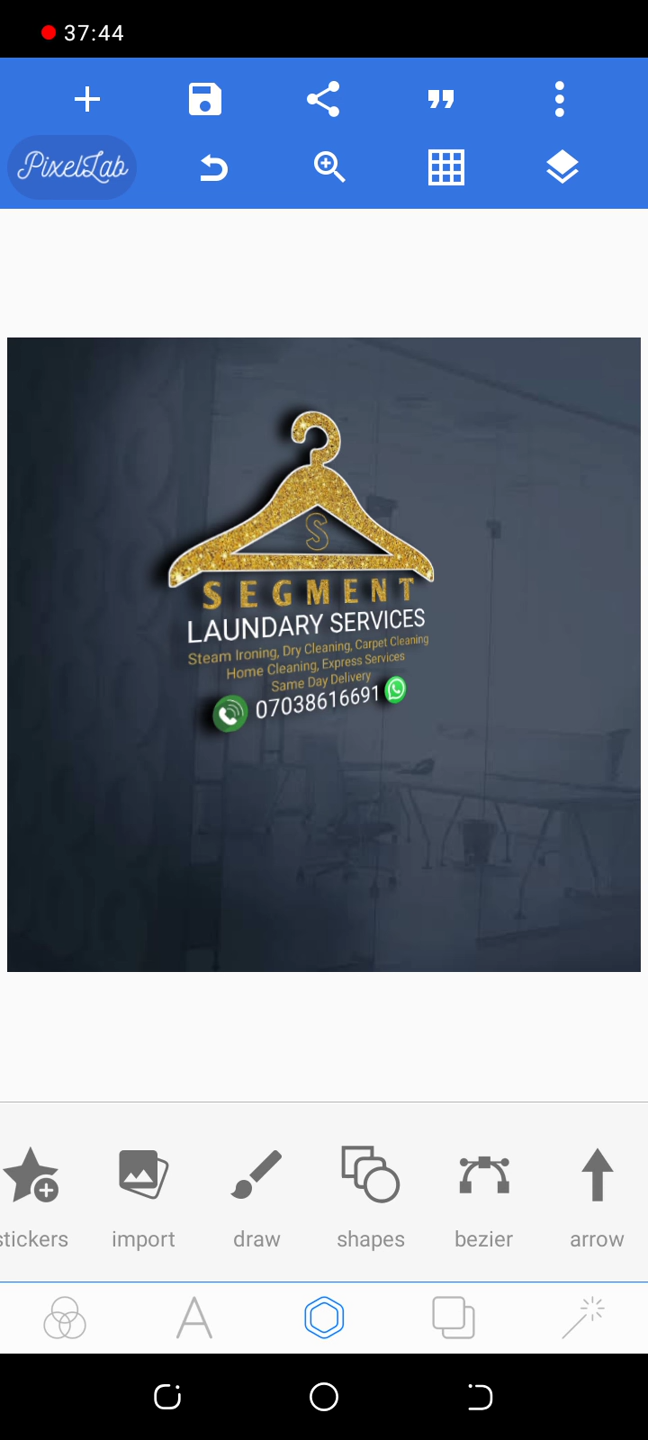 37:44
PixelLab
S
SEGMENT
LAUNDARY SERVICES
Steam Ironing, Dry Cleaning, Carpet Cleaning
Home Cleaning, Express Services
Same Day Delivery
07038616691
stickers
import
draw
shapes
bezier
arrow